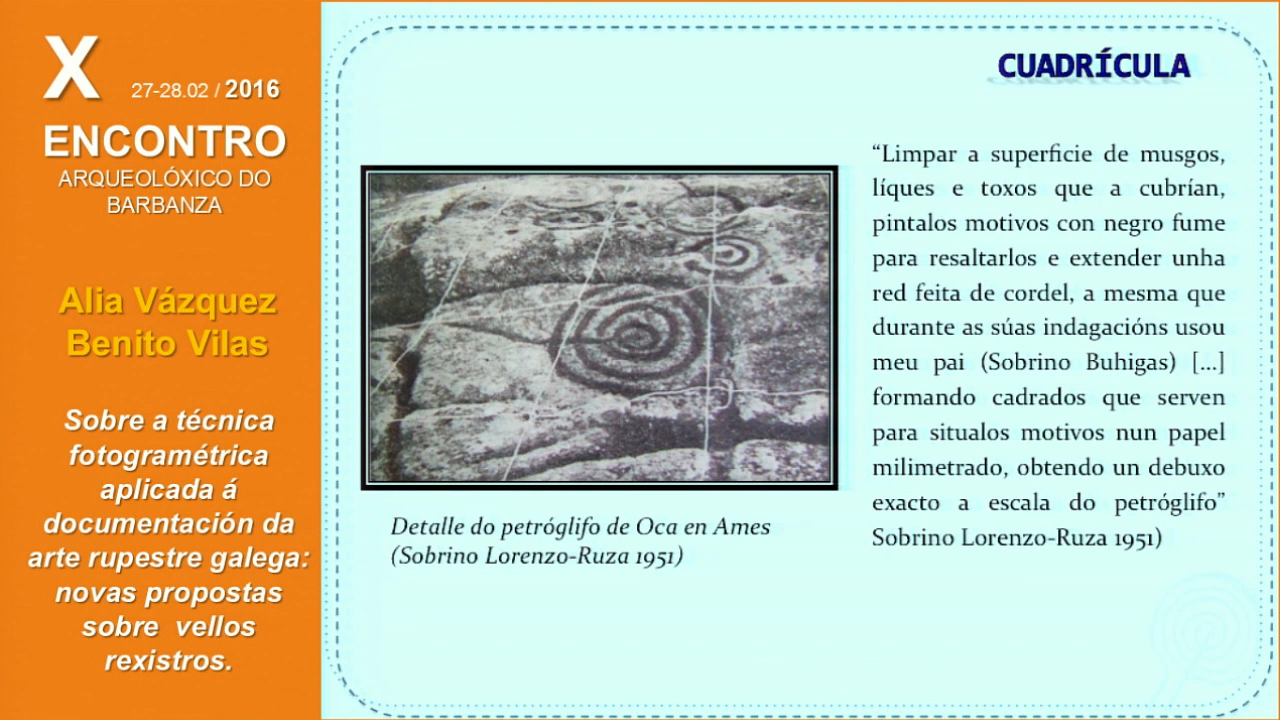 X
27-28.02 / 2016
ENCONTRO
ARQUEOLÓXICO DO
BARBANZA
Alia Vázquez
Benito Vilas
Sobre a técnica
fotogramétrica
aplicada á
documentación da
arte rupestre galega:
novas propostas
sobre vellos
rexistros.
CUADRÍCULA
“Limpar a superficie de musgos,
líques e toxos que a cubrían,
pintalos motivos con negro fume
para resaltarlos e extender unha
red feita de cordel, a mesma que
durante as súas indagacións usou
meu pai (Sobrino Buhigas) [...]
formando cadrados que serven
para situalos motivos nun papel
milimetrado, obtendo un debuxo
exacto a escala do petróglifo”
Sobrino Lorenzo-Ruza 1951)
Detalle do petróglifo de Oca en Ames
(Sobrino Lorenzo-Ruza 1951)